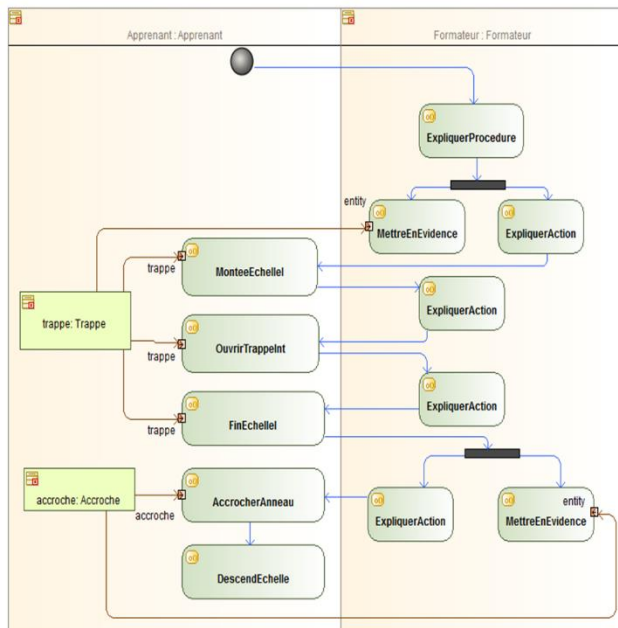 Apprenant : Apprenant
Formateur : Formateur
ExpliquerProcedure
entity
MettreEnEvidence
ExpliquerAction
trappe
MonteeEchelleI
ExpliquerAction
trappe: Trappe
trappe
OuvrirTrappeInt
ExpliquerAction
trappe
FinEchelleI
accroche: Accroche
accroche
AccrocherAnneau
ExpliquerAction
entity
MettreEnEvidence
DescendEchelle